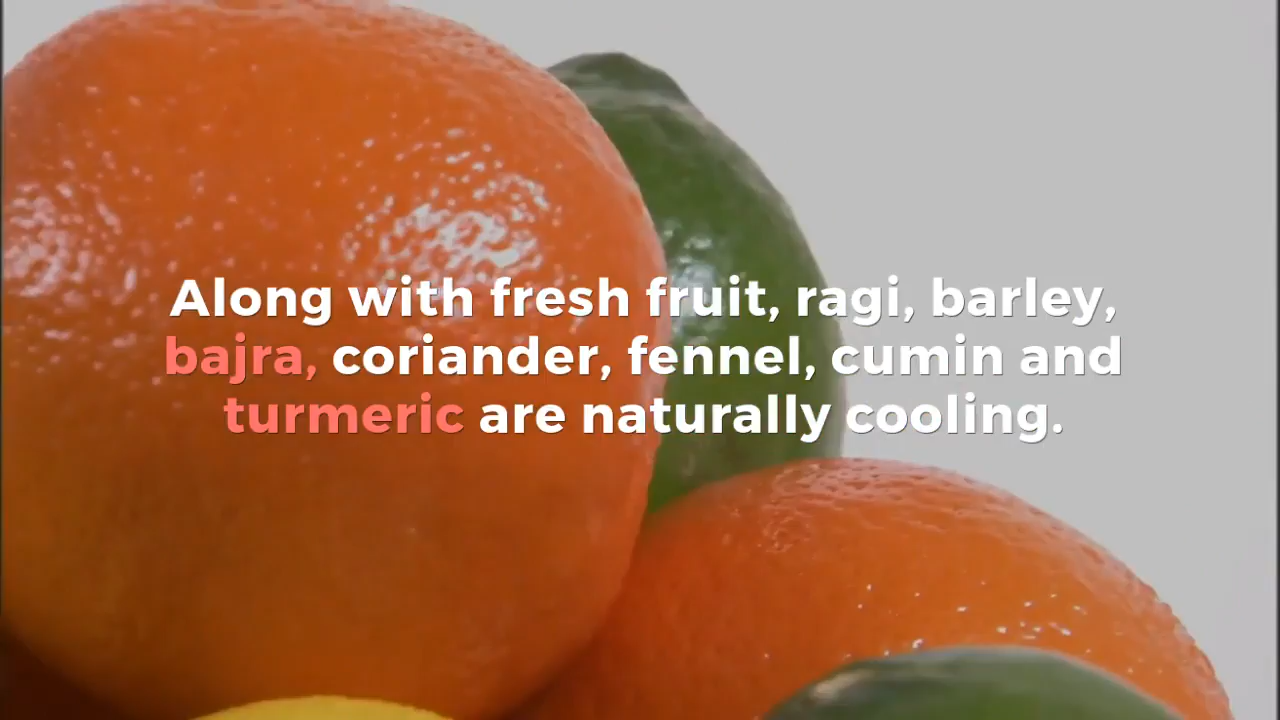 Along with fresh fruit, ragi, barley,
bajra, coriander, fennel, cumin and
turmeric are naturally cooling.